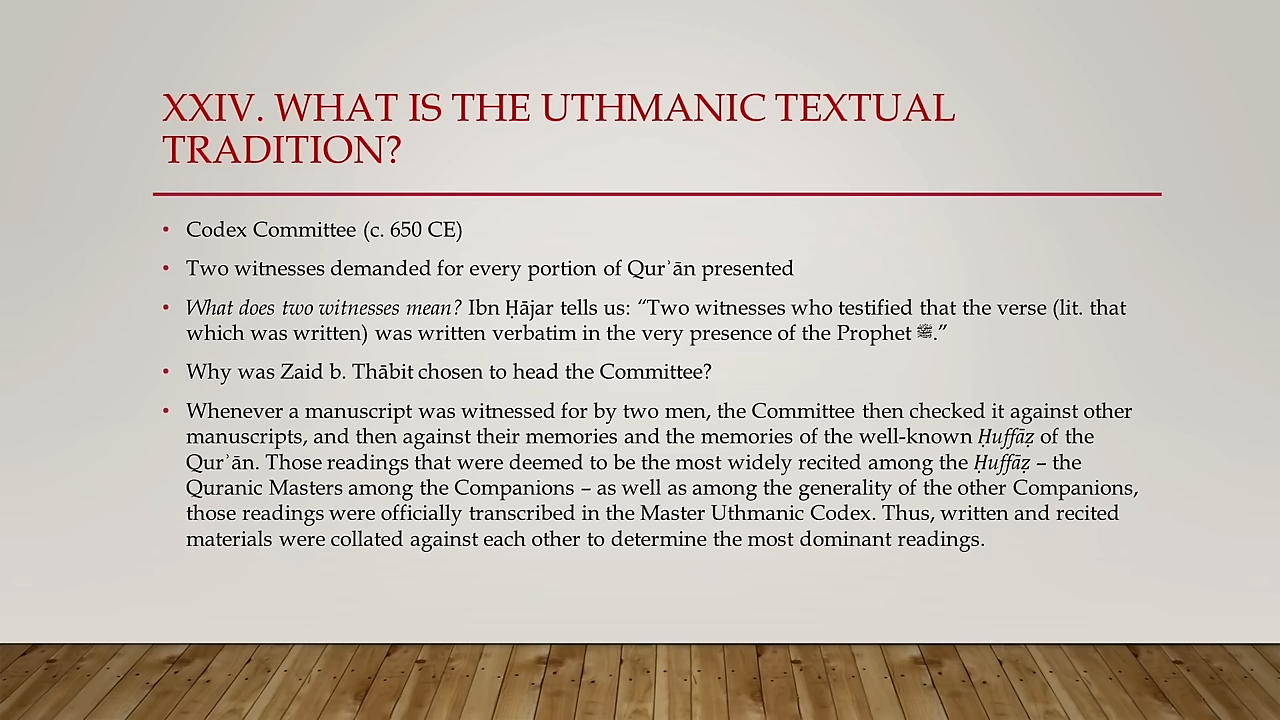 XXIV. WHAT IS THE UTHMANIC TEXTUAL
TRADITION?
• Codex Committee (c. 650 CE)
• Two witnesses demanded for every portion of Qurʾān presented
• What does two witnesses mean? Ibn Ḥājar tells us: “Two witnesses who testified that the verse (lit. that
which was written) was written verbatim in the very presence of the Prophet ﷺ.”
• Why was Zaid b. Thābit chosen to head the Committee?
• Whenever a manuscript was witnessed for by two men, the Committee then checked it against other
manuscripts, and then against their memories and the memories of the well-known Ḥuffāẓ of the
Qurʾān. Those readings that were deemed to be the most widely recited among the Ḥuffāẓ – the
Quranic Masters among the Companions – as well as among the generality of the other Companions,
those readings were officially transcribed in the Master Uthmanic Codex. Thus, written and recited
materials were collated against each other to determine the most dominant readings.